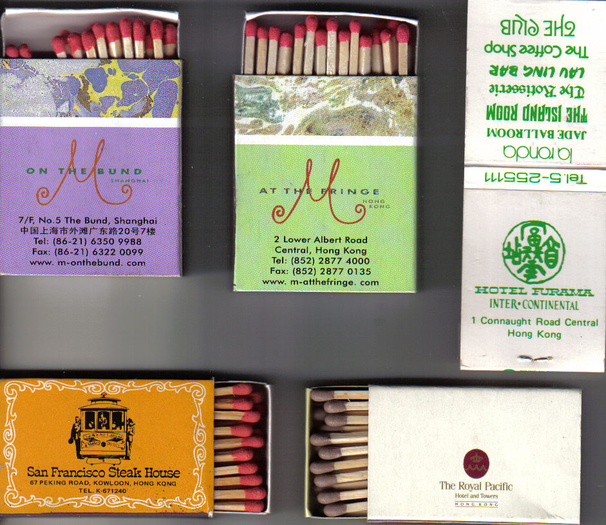 M
ON THE BUND
SHANGHAI
7/F, No.5 The Bund, Shanghai
中国上海市外滩广东路20号7楼
Tel: (86-21) 6350 9988
Fax: (86-21) 6322 0099
www. m-onthebund. com
M
AT THE FRINGE
HONG
KONG
2 Lower Albert Road
Central, Hong Kong
Tel: (852) 2877 4000
Fax: (852) 2877 0135
www. m-atthefringe. com
Tel.5-255111
la ronda
JADE BALLROOM
THE ISLAND ROOM
The Rotisserie
LAU LING BAR
The Coffee Shop
THE CLUB
HOTEL FURAMA
INTER·CONTINENTAL
1 Connaught Road Central
Hong Kong
San Francisco Steak House
67 PEKING ROAD, KOWLOON, HONG KONG
TEL. K-671240
The Royal Pacific
Hotel and Towers
HONG KONG